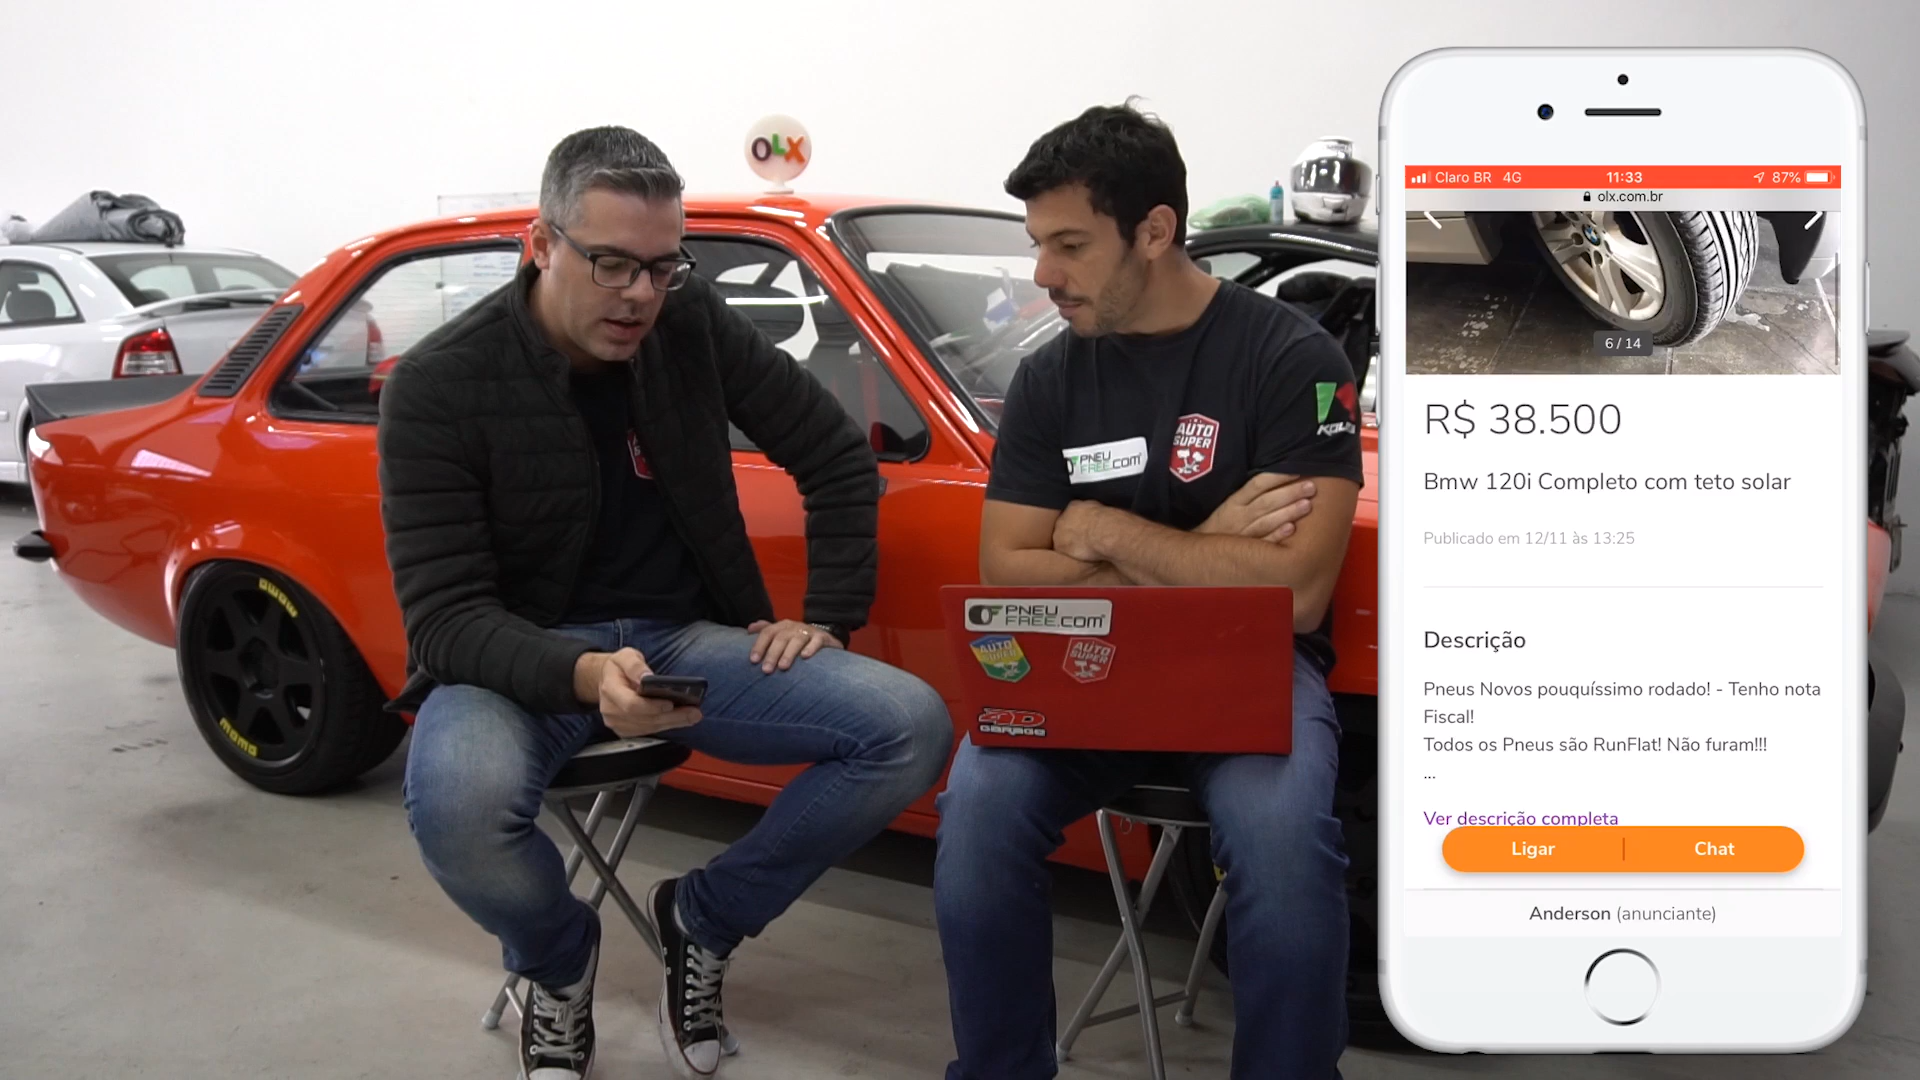 OLX
AUTO
SUPER
PNEU
FREE.COM
PNEU
FREE.COM
AUTO
SUPER
AUTO
SUPER
GARAGE
MOMO
MOMO
Claro BR 4G 11:33 87%
olx.com.br
6 / 14
R$ 38.500
Bmw 120i Completo com teto solar
Publicado em 12/11 às 13:25
Descrição
Pneus Novos pouquíssimo rodado! - Tenho nota
Fiscal!
Todos os Pneus são RunFlat! Não furam!!!
...
Ver descrição completa
Ligar Chat
Anderson (anunciante)